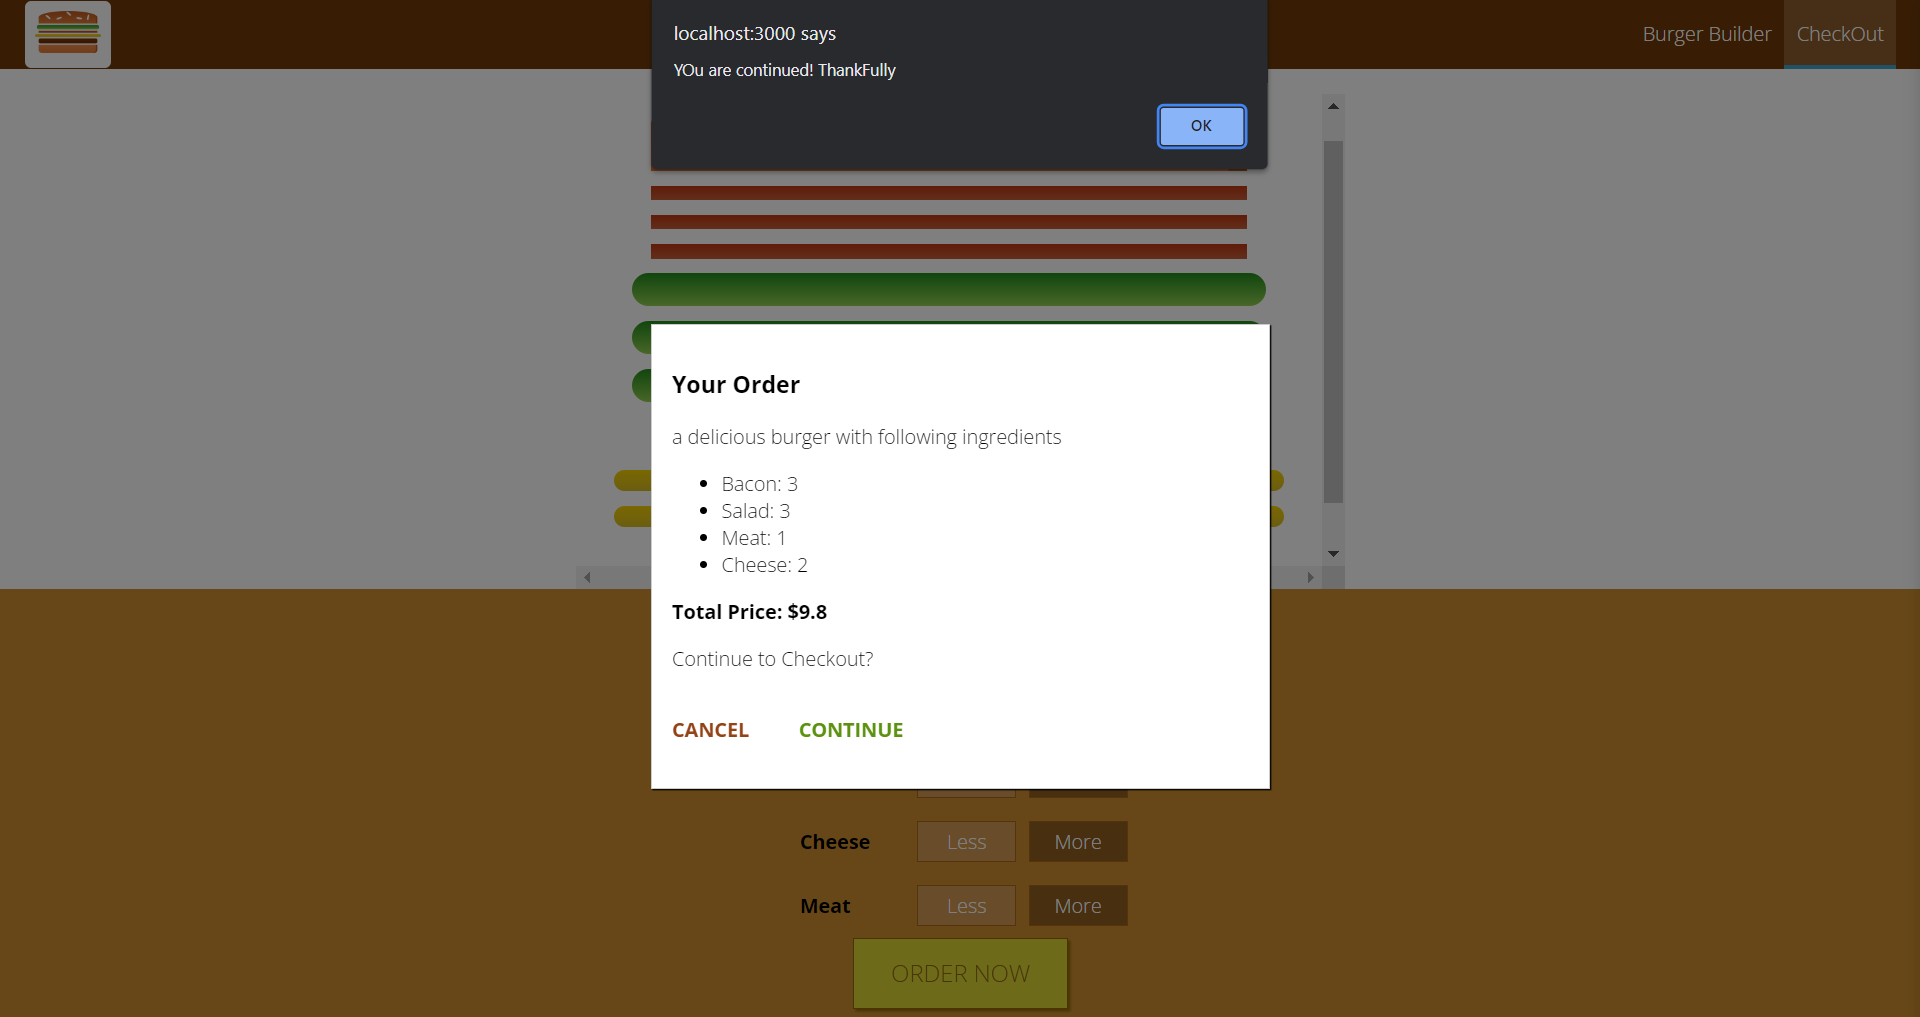 Burger Builder
CheckOut
localhost:3000 says
YOu are continued! ThankFully
OK
Your Order
a delicious burger with following ingredients
Bacon: 3
Salad: 3
Meat: 1
Cheese: 2
Total Price: $9.8
Continue to Checkout?
CANCEL CONTINUE
Cheese Less More
Meat Less More
ORDER NOW